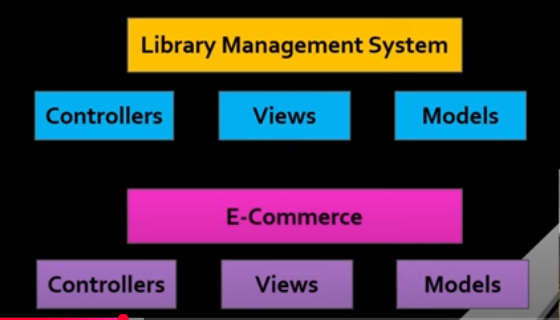 Library Management System
Controllers Views Models
E-Commerce
Controllers Views Models